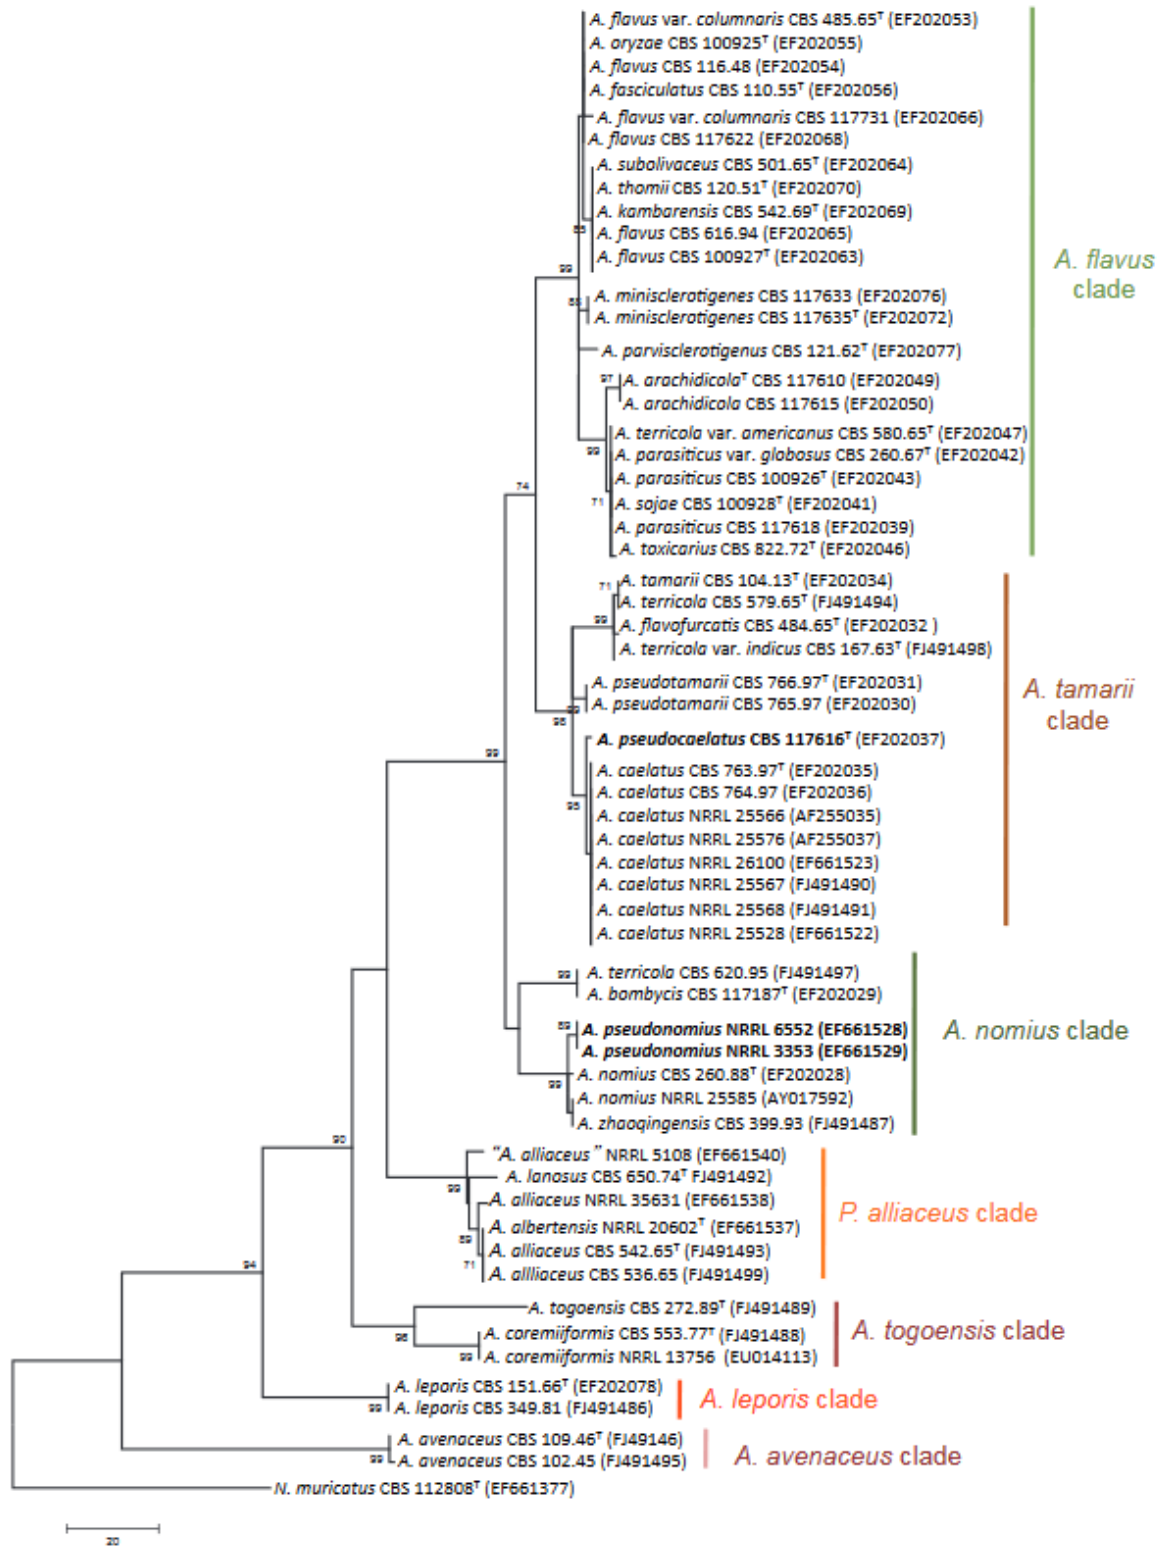 A. flavus var. columnaris CBS 485.65ᵀ (EF202053)
A. oryzae CBS 100925ᵀ (EF202055)
A. flavus CBS 116.48 (EF202054)
A. fasciculatus CBS 110.55ᵀ (EF202056)
A. flavus var. columnaris CBS 117731 (EF202066)
A. flavus CBS 117622 (EF202068)
A. subolivaceus CBS 501.65ᵀ (EF202064)
A. thomii CBS 120.51ᵀ (EF202070)
A. kambarensis CBS 542.69ᵀ (EF202069)
A. flavus CBS 616.94 (EF202065)
A. flavus CBS 100927ᵀ (EF202063)
A. flavus
clade
99
A. minisclerotigenes CBS 117633 (EF202076)
A. minisclerotigenes CBS 117635ᵀ (EF202072)
A. parvisclerotigenus CBS 121.62ᵀ (EF202077)
97
A. arachidicolaᵀ CBS 117610 (EF202049)
A. arachidicola CBS 117615 (EF202050)
A. terricola var. americanus CBS 580.65ᵀ (EF202047)
99
A. parasiticus var. globosus CBS 260.67ᵀ (EF202042)
A. parasiticus CBS 100926ᵀ (EF202043)
74
71
A. sojae CBS 100928ᵀ (EF202041)
A. parasiticus CBS 117618 (EF202039)
A. toxicarius CBS 822.72ᵀ (EF202046)
71
A. tamarii CBS 104.13ᵀ (EF202034)
A. terricola CBS 579.65ᵀ (FJ491494)
99
A. flavofurcatis CBS 484.65ᵀ (EF202032 )
A. terricola var. indicus CBS 167.63ᵀ (FJ491498)
A. pseudotamarii CBS 766.97ᵀ (EF202031)
A. pseudotamarii CBS 765.97 (EF202030)
A. tamarii
clade
99
A. pseudocaelatus CBS 117616ᵀ (EF202037)
A. caelatus CBS 763.97ᵀ (EF202035)
A. caelatus CBS 764.97 (EF202036)
A. caelatus NRRL 25566 (AF255035)
A. caelatus NRRL 25576 (AF255037)
A. caelatus NRRL 26100 (EF661523)
A. caelatus NRRL 25567 (FJ491490)
A. caelatus NRRL 25568 (FJ491491)
A. caelatus NRRL 25528 (EF661522)
99
A. terricola CBS 620.95 (FJ491497)
A. bombycis CBS 117187ᵀ (EF202029)
89
A. pseudonomius NRRL 6552 (EF661528)
A. pseudonomius NRRL 3353 (EF661529)
A. nomius clade
99
A. nomius CBS 260.88ᵀ (EF202028)
A. nomius NRRL 25585 (AY017592)
A. zhaoqingensis CBS 399.93 (FJ491487)
90
"A. alliaceus" NRRL 5108 (EF661540)
A. lanosus CBS 650.74ᵀ FJ491492)
99
A. alliaceus NRRL 35631 (EF661538)
P. alliaceus clade
A. albertensis NRRL 20602ᵀ (EF661537)
89
A. alliaceus CBS 542.65ᵀ (FJ491493)
94
71
A. allliaceus CBS 536.65 (FJ491499)
A. togoensis CBS 272.89ᵀ (FJ491489)
A. coremiiformis CBS 553.77ᵀ (FJ491488)
A. togoensis clade
99
A. coremiiformis NRRL 13756 (EU014113)
A. leporis CBS 151.66ᵀ (EF202078)
A. leporis clade
99
A. leporis CBS 349.81 (FJ491486)
A. avenaceus CBS 109.46ᵀ (FJ49146)
A. avenaceus clade
99
A. avenaceus CBS 102.45 (FJ491495)
N. muricatus CBS 112808ᵀ (EF661377)
20